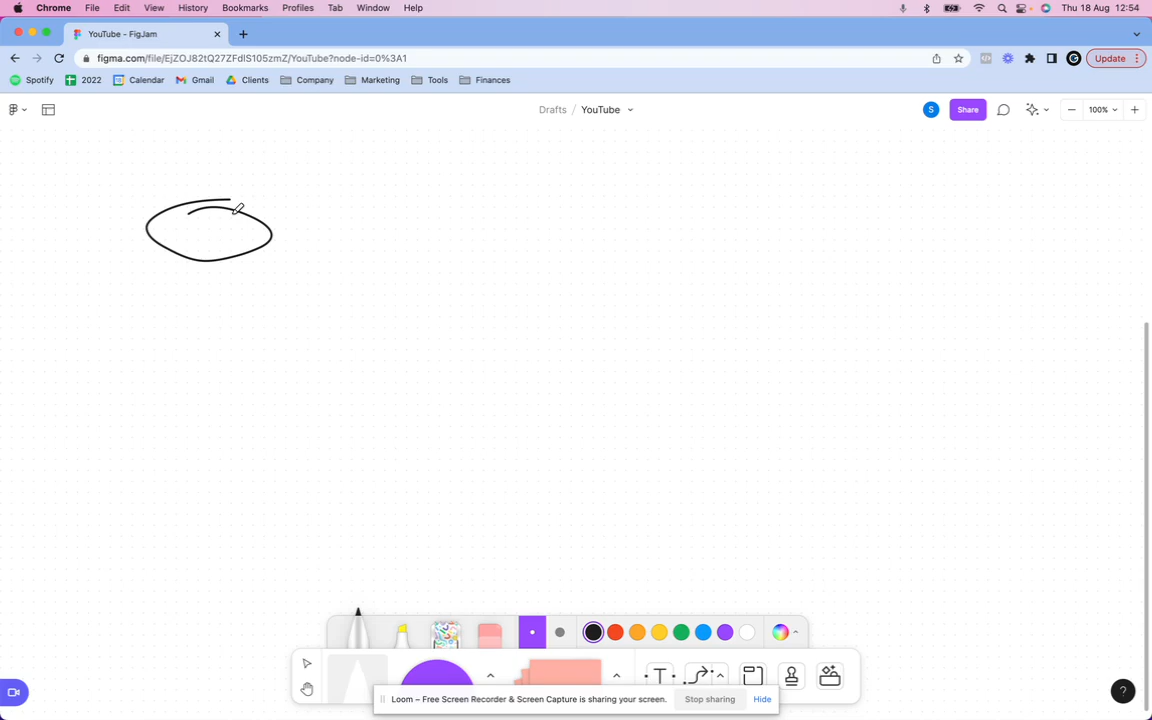 Chrome File Edit View History Bookmarks Profiles Tab Window Help Thu 18 Aug 12:54
YouTube - FigJam
figma.com/file/EjZOJ82tQ27ZFdIS105zmZ/YouTube?node-id=0%3A1 Update
Spotify 2022 Calendar Gmail Clients Company Marketing Tools Finances
Drafts / YouTube S Share 100%
T
Loom – Free Screen Recorder & Screen Capture is sharing your screen. Stop sharing Hide
?